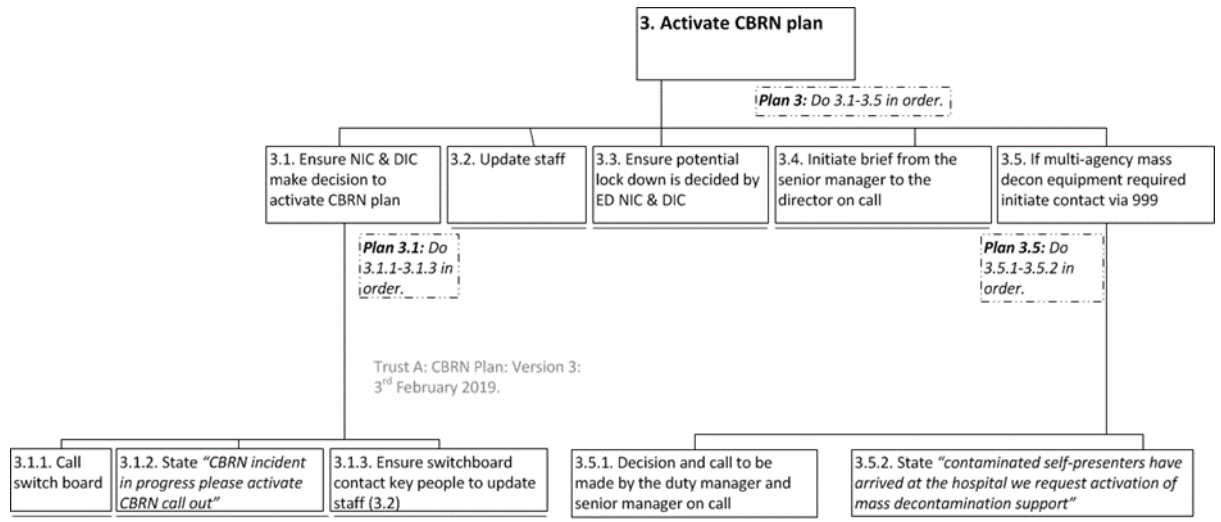 3. Activate CBRN plan
Plan 3: Do 3.1-3.5 in order.
3.1. Ensure NIC & DIC
make decision to
activate CBRN plan
3.2. Update staff
3.3. Ensure potential
lock down is decided by
ED NIC & DIC
3.4. Initiate brief from the
senior manager to the
director on call
3.5. If multi-agency mass
decon equipment required
initiate contact via 999
Plan 3.1: Do
3.1.1-3.1.3 in
order.
Plan 3.5: Do
3.5.1-3.5.2 in
order.
Trust A: CBRN Plan: Version 3:
3rd February 2019.
3.1.1. Call
switch board
3.1.2. State “CBRN incident
in progress please activate
CBRN call out”
3.1.3. Ensure switchboard
contact key people to update
staff (3.2)
3.5.1. Decision and call to be
made by the duty manager and
senior manager on call
3.5.2. State “contaminated self-presenters have
arrived at the hospital we request activation of
mass decontamination support”